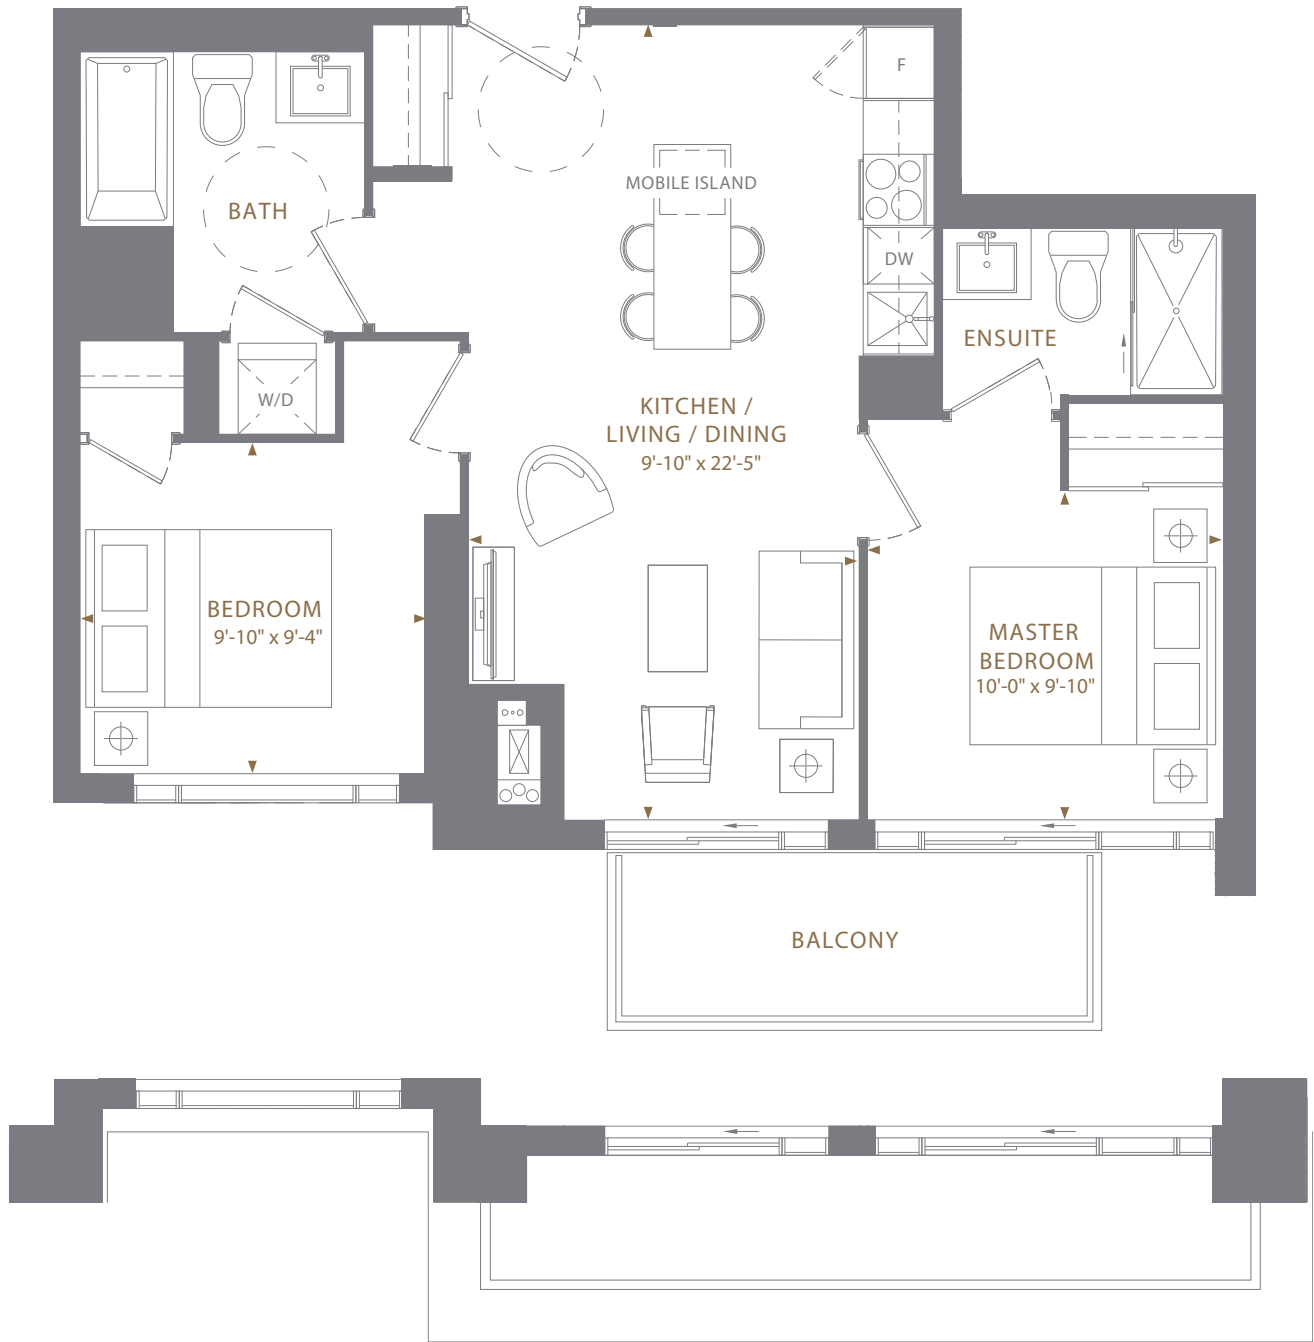 F
MOBILE ISLAND
BATH
DW
ENSUITE
W/D
KITCHEN /
LIVING / DINING
9'-10" x 22'-5"
BEDROOM
9'-10" x 9'-4"
MASTER
BEDROOM
10'-0" x 9'-10"
BALCONY